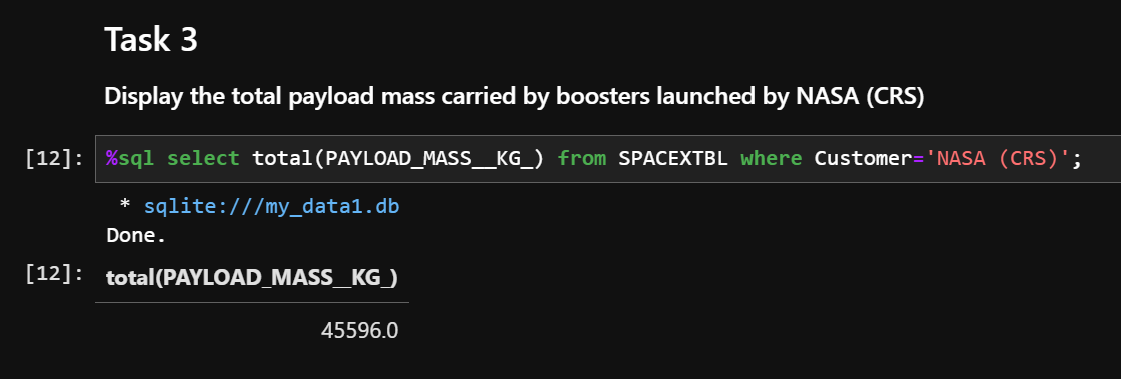 Task 3
Display the total payload mass carried by boosters launched by NASA (CRS)
[12]: %sql select total(PAYLOAD_MASS__KG_) from SPACEXTBL where Customer='NASA (CRS)';
* sqlite:///my_data1.db
Done.
[12]: total(PAYLOAD_MASS__KG_)
45596.0